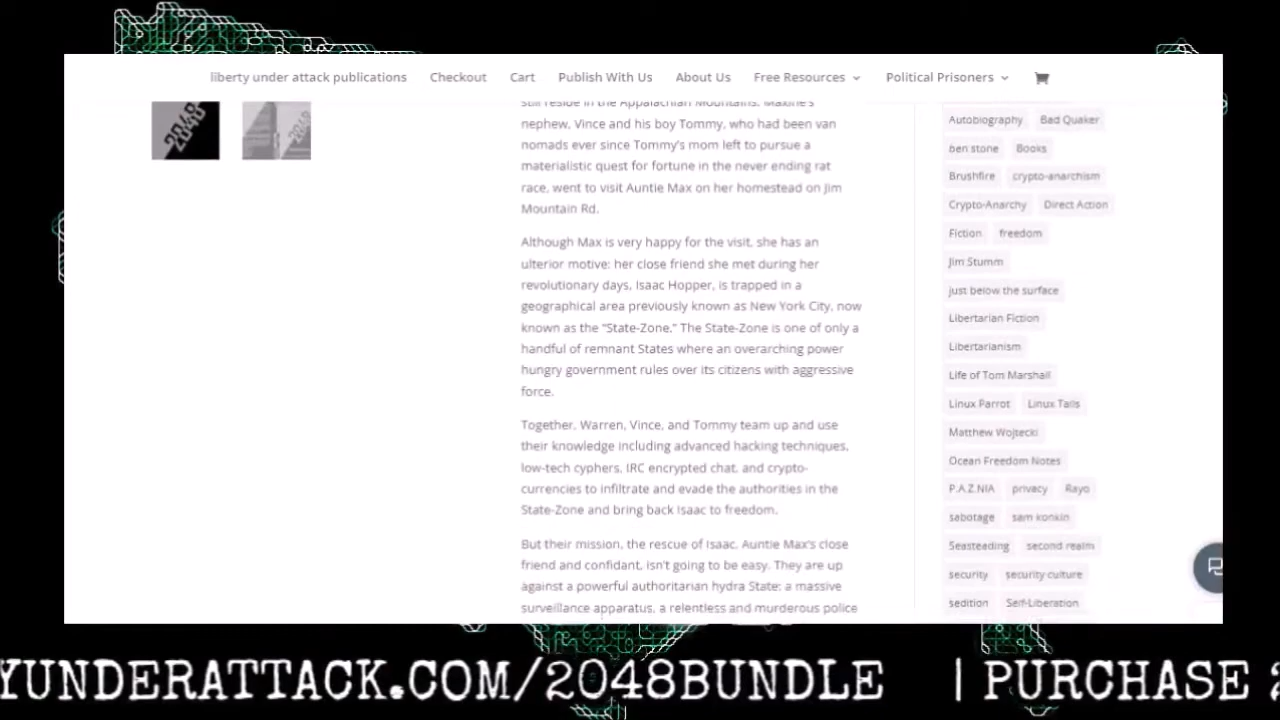 liberty under attack publications Checkout Cart Publish With Us About Us Free Resources Political Prisoners
2048
still reside in the Appalachian Mountains. Maxine's
nephew, Vince and his boy Tommy, who had been van
nomads ever since Tommy's mom left to pursue a
materialistic quest for fortune in the never ending rat
race, went to visit Auntie Max on her homestead on Jim
Mountain Rd.
Although Max is very happy for the visit, she has an
ulterior motive: her close friend she met during her
revolutionary days, Isaac Hopper, is trapped in a
geographical area previously known as New York City, now
known as the "State-Zone." The State-Zone is one of only a
handful of remnant States where an overarching power
hungry government rules over its citizens with aggressive
force.
Together, Warren, Vince, and Tommy team up and use
their knowledge including advanced hacking techniques,
low-tech cyphers, IRC encrypted chat, and crypto-
currencies to infiltrate and evade the authorities in the
State-Zone and bring back Isaac to freedom.
But their mission, the rescue of Isaac, Auntie Max's close
friend and confidant, isn't going to be easy. They are up
against a powerful authoritarian hydra State: a massive
surveillance apparatus, a relentless and murderous police
Autobiography Bad Quaker
ben stone Books
Brushfire crypto-anarchism
Crypto-Anarchy Direct Action
Fiction freedom
Jim Stumm
just below the surface
Libertarian Fiction
Libertarianism
Life of Tom Marshall
Linux Parrot Linux Tails
Matthew Wojtecki
Ocean Freedom Notes
P.A.Z.NIA privacy Rayo
sabotage sam konkin
Seasteading second realm
security security culture
sedition Self-Liberation
YUNDERATTACK.COM/2048BUNDLE | PURCHASE 2